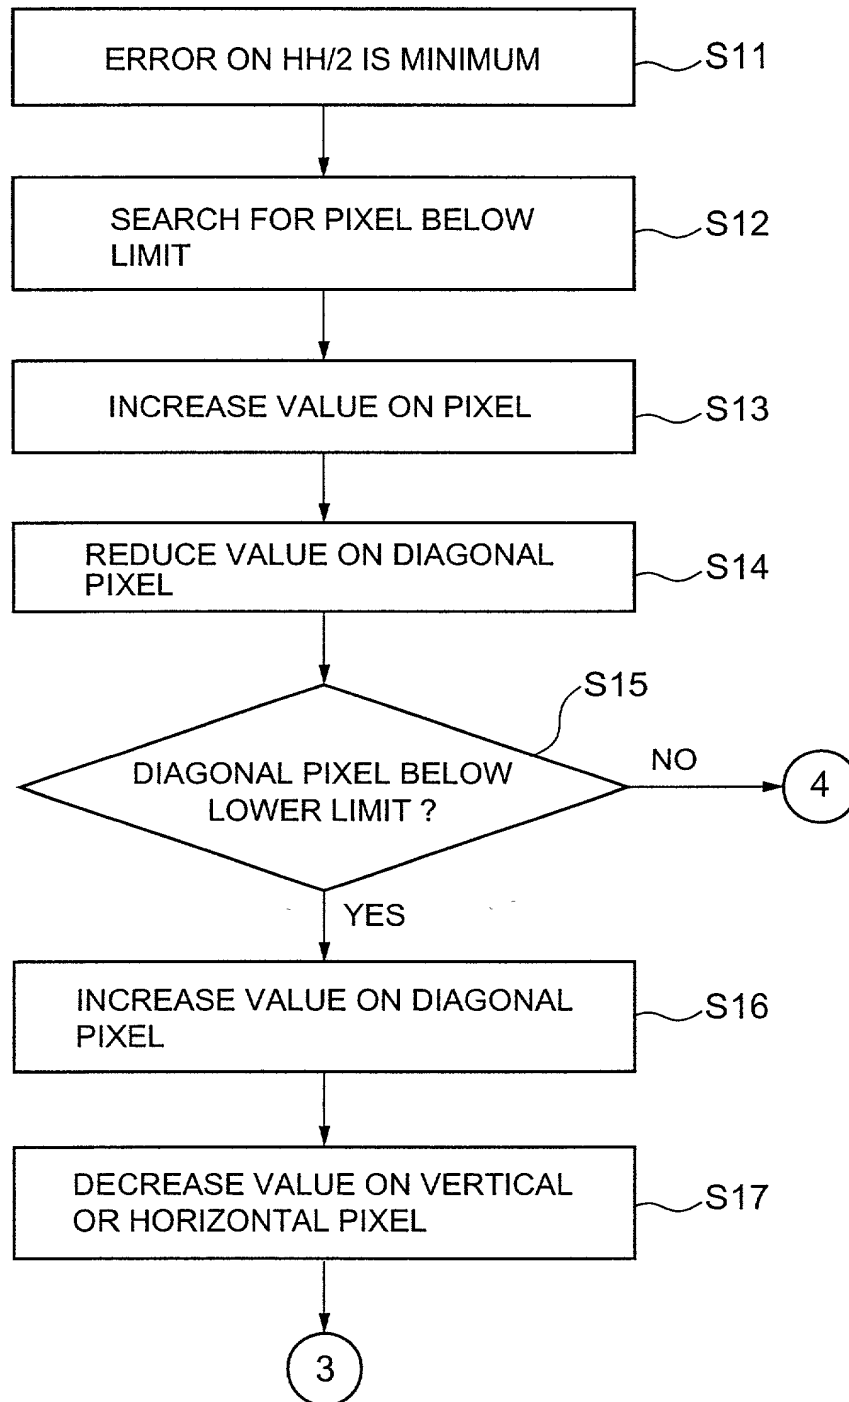 ERROR ON HH/2 IS MINIMUM
S11
SEARCH FOR PIXEL BELOW
LIMIT
S12
INCREASE VALUE ON PIXEL
S13
REDUCE VALUE ON DIAGONAL
PIXEL
S14
S15
DIAGONAL PIXEL BELOW
LOWER LIMIT ?
NO
4
YES
INCREASE VALUE ON DIAGONAL
PIXEL
S16
DECREASE VALUE ON VERTICAL
OR HORIZONTAL PIXEL
S17
3